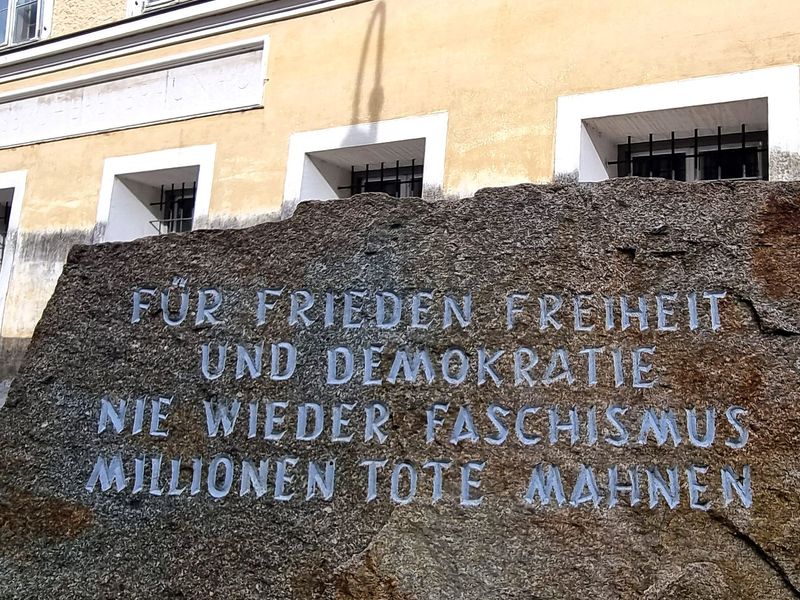 FÜR FRIEDEN FREIHEIT
UND DEMOKRATIE
NIE WIEDER FASCHISMUS
MILLIONEN TOTE MAHNEN